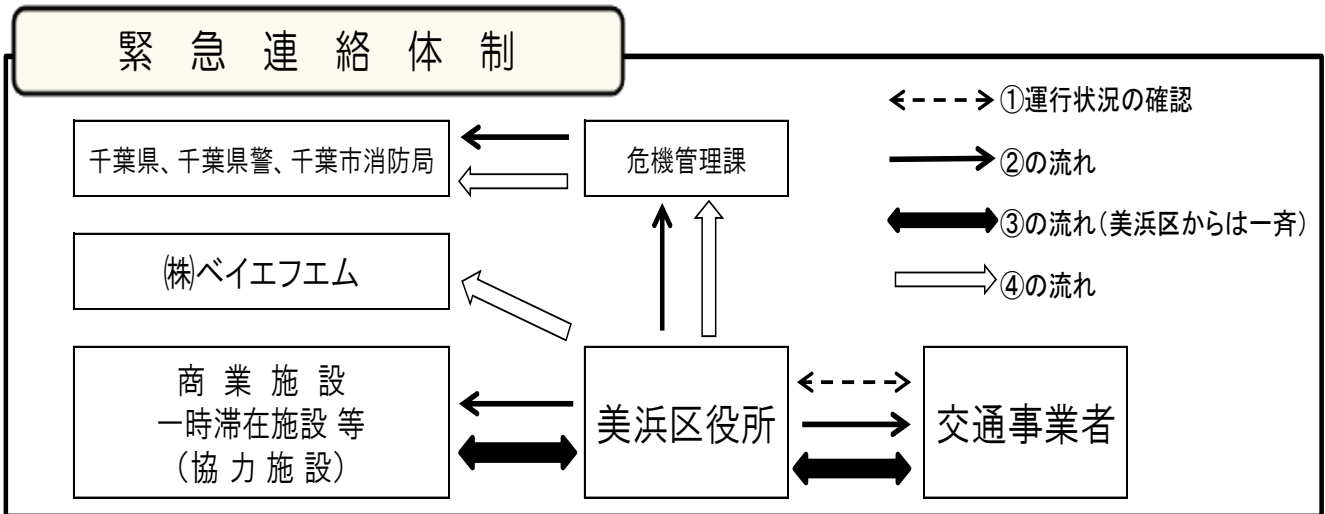 緊急連絡体制
①運行状況の確認
千葉県、千葉県警、千葉市消防局
危機管理課
②の流れ
③の流れ（美浜区からは一斉）
㈱ベイエフエム
④の流れ
商業施設
一時滞在施設 等
（協力施設）
美浜区役所
交通事業者